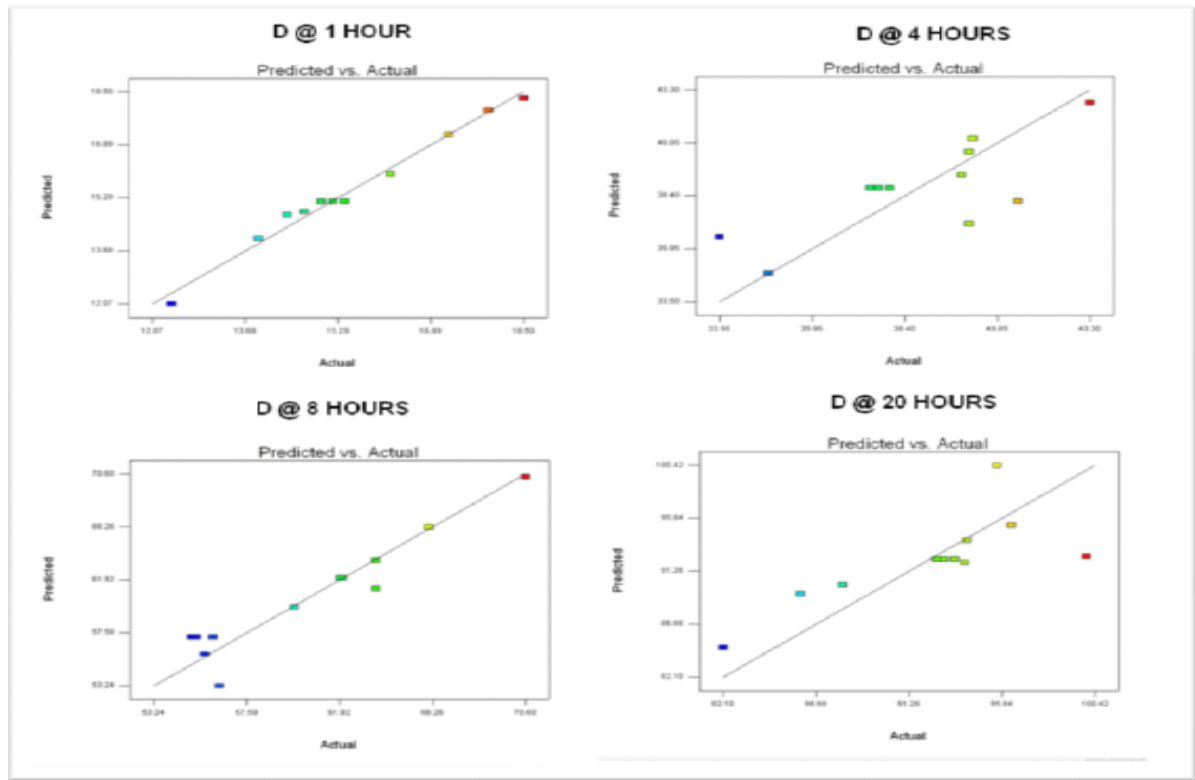 D @ 1 HOUR
Predicted vs. Actual
18.50
16.89
15.29
13.68
12.07
Predicted
12.07 13.68 15.29 16.89 18.50
Actual
D @ 4 HOURS
Predicted vs. Actual
43.30
40.85
38.40
35.95
33.50
Predicted
33.50 35.95 38.40 40.85 43.30
Actual
D @ 8 HOURS
Predicted vs. Actual
70.60
66.26
61.92
57.58
53.24
Predicted
53.24 57.58 61.92 66.26 70.60
Actual
D @ 20 HOURS
Predicted vs. Actual
100.42
95.84
91.26
86.68
82.10
Predicted
82.10 86.68 91.26 95.84 100.42
Actual